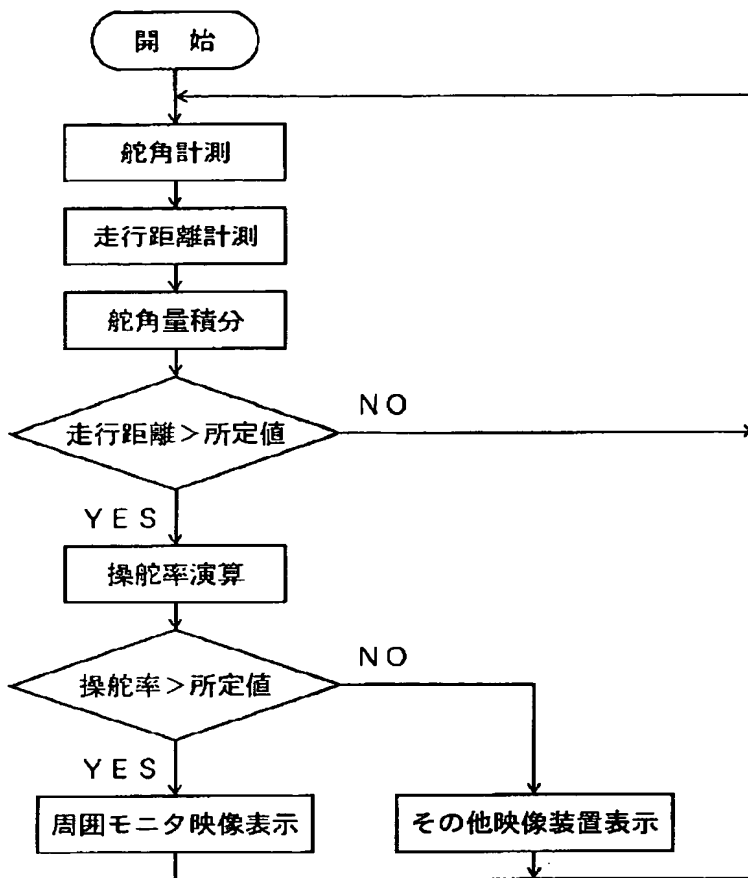 開 始
舵角計測
走行距離計測
舵角量積分
走行距離>所定値
NO
YES
操舵率演算
操舵率>所定値
NO
YES
周囲モニタ映像表示
その他映像装置表示